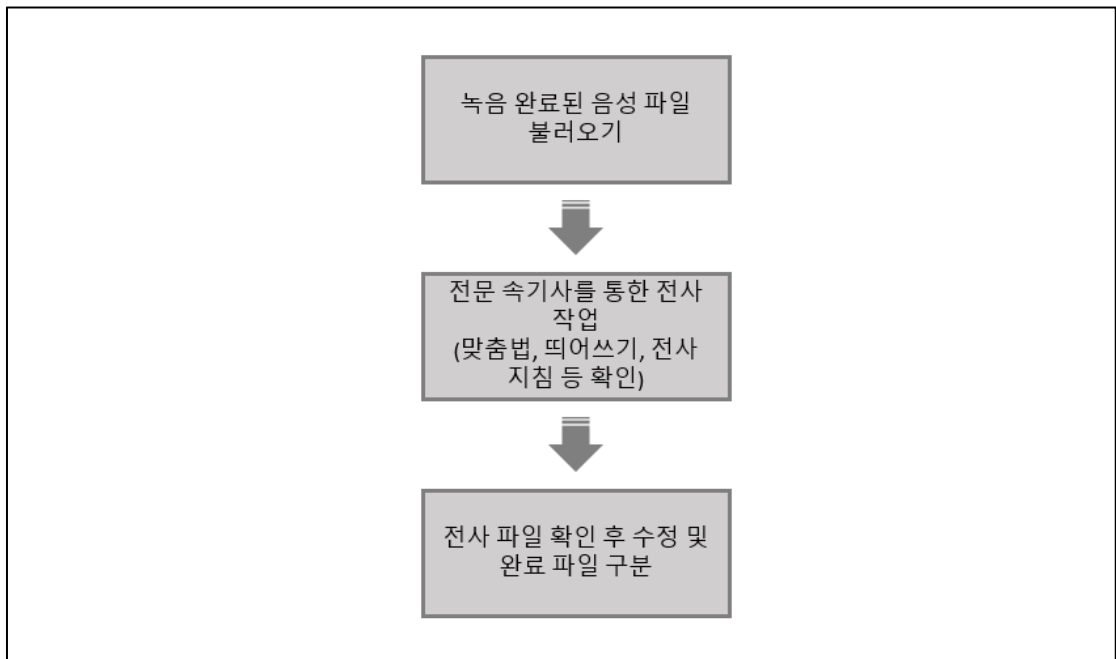 녹음 완료된 음성 파일
불러오기
전문 속기사를 통한 전사
작업
(맞춤법, 띄어쓰기, 전사
지침 등 확인)
전사 파일 확인 후 수정 및
완료 파일 구분